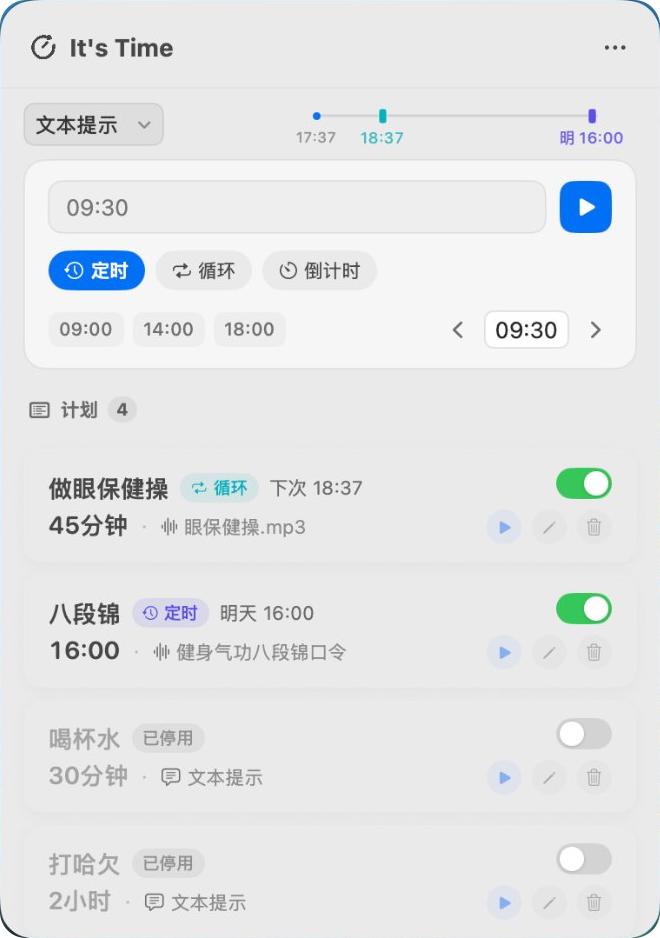 It's Time
文本提示
17:37 18:37 明 16:00
09:30
定时 循环 倒计时
09:00 14:00 18:00 09:30
计划 4
做眼保健操 循环 下次 18:37
45分钟 · 眼保健操.mp3
八段锦 定时 明天 16:00
16:00 · 健身气功八段锦口令
喝杯水 已停用
30分钟 · 文本提示
打哈欠 已停用
2小时 · 文本提示